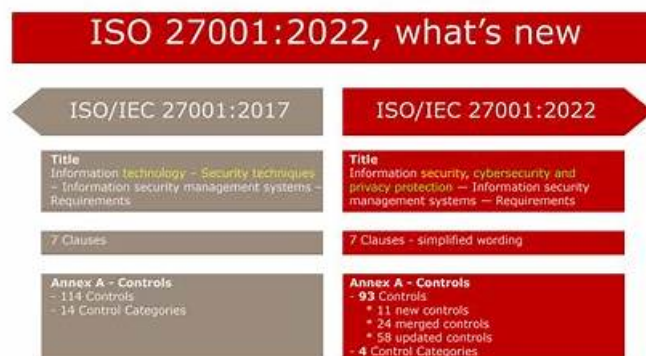 ISO 27001:2022, what's new
ISO/IEC 27001:2017
ISO/IEC 27001:2022
Title
Information technology – Security techniques
– Information security management systems –
Requirements
Title
Information security, cybersecurity and
privacy protection — Information security
management systems — Requirements
7 Clauses
7 Clauses - simplified wording
Annex A - Controls
- 114 Controls
- 14 Control Categories
Annex A - Controls
- 93 Controls
* 11 new controls
* 24 merged controls
* 58 updated controls
- 4 Control Categories